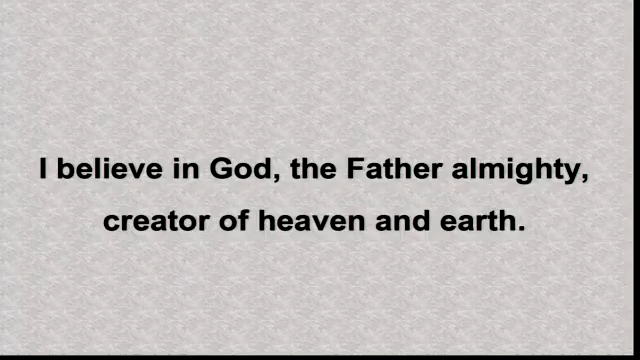 I believe in God, the Father almighty,
creator of heaven and earth.